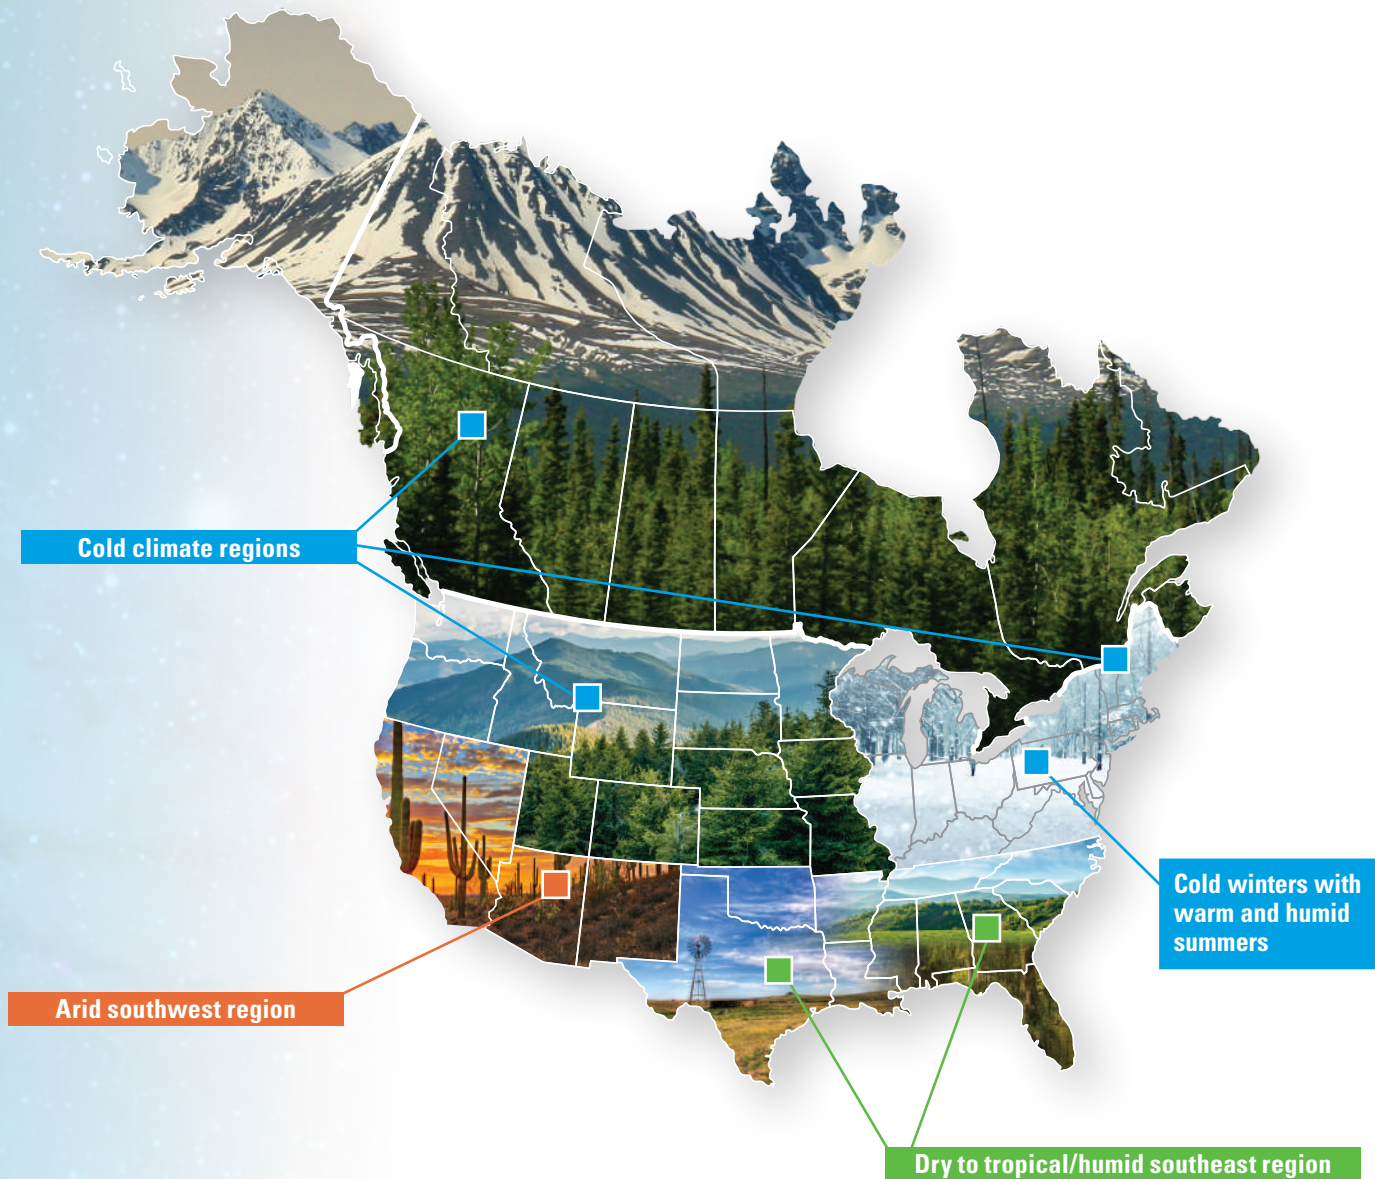 Cold climate regions
Cold winters with
warm and humid
summers
Arid southwest region
Dry to tropical/humid southeast region